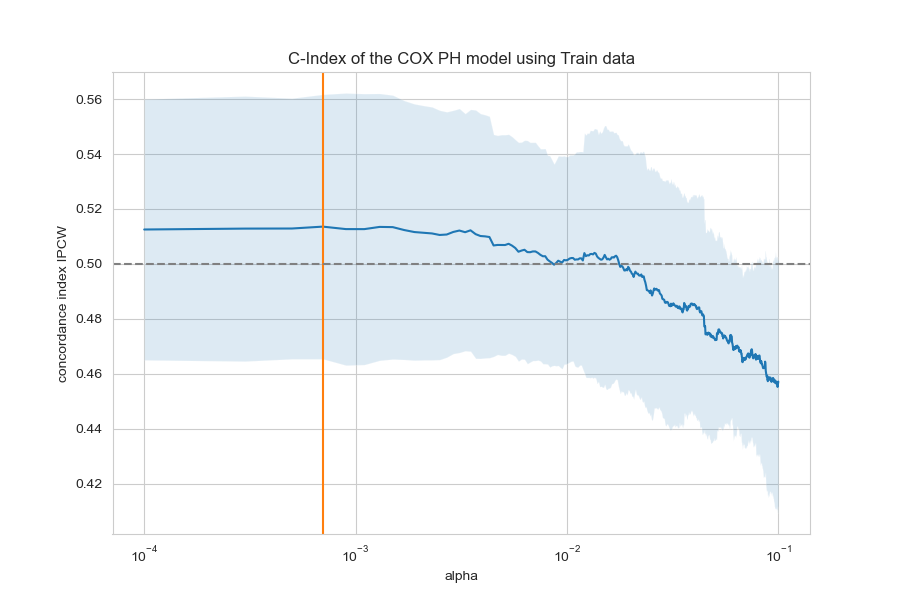 C-Index of the COX PH model using Train data
concordance index IPCW
0.56
0.54
0.52
0.50
0.48
0.46
0.44
0.42
10⁻⁴ 10⁻³ 10⁻² 10⁻¹
alpha